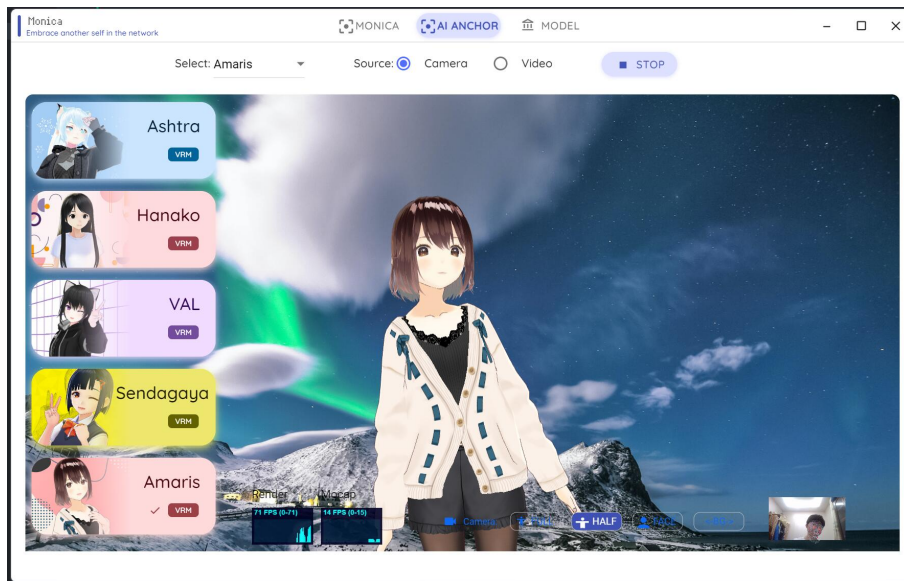 Monica
Embrace another self in the network
MONICA
AI ANCHOR
MODEL
Select: Amaris
Source:
Camera
Video
STOP
Ashtra
VRM
Hanako
VRM
VAL
VRM
Sendagaya
VRM
Amaris
VRM
Render
Mocap
71 FPS (0-71)
14 FPS (0-15)
Camera
HALF
FACE